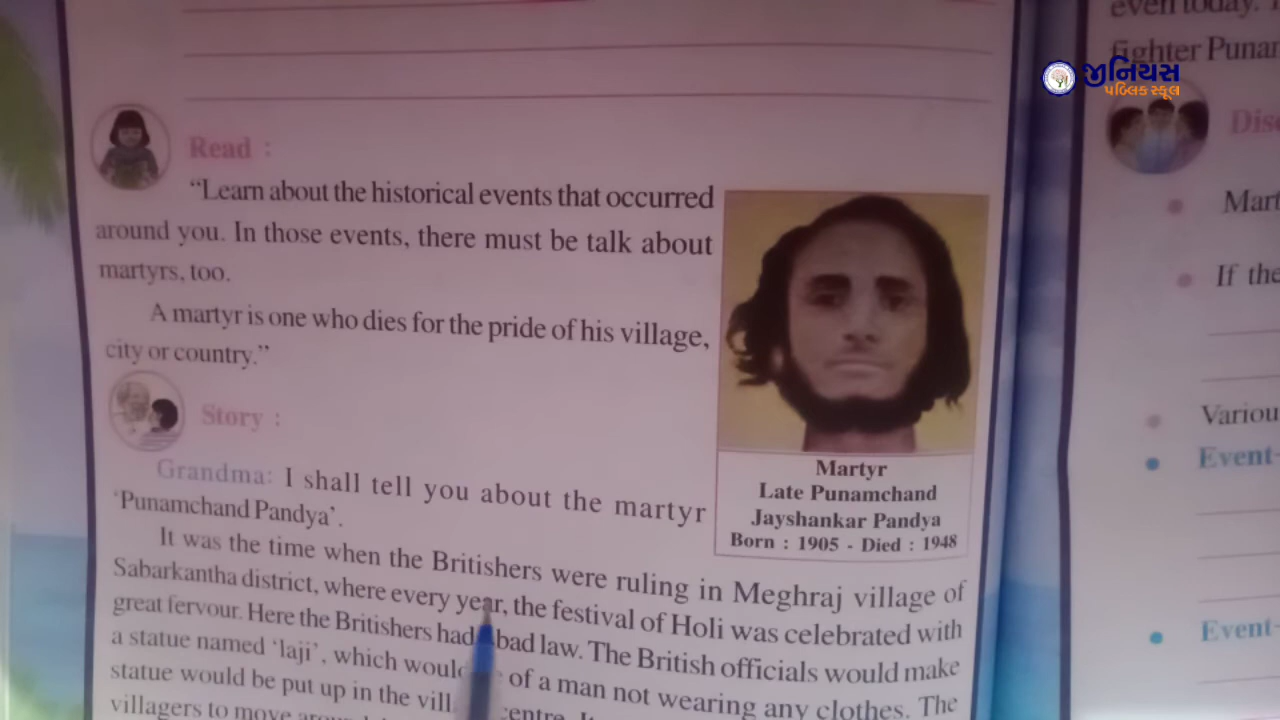 even today.
fighter Punam
જીનિયસ
પબ્લિક સ્કૂલ
Read :
"Learn about the historical events that occurred
around you. In those events, there must be talk about
martyrs, too.
A martyr is one who dies for the pride of his village,
city or country."
Story :
Grandma: I shall tell you about the martyr
'Punamchand Pandya'.
Martyr
Late Punamchand
Jayshankar Pandya
Born : 1905 - Died : 1948
It was the time when the Britishers were ruling in Meghraj village of
Sabarkantha district, where every year, the festival of Holi was celebrated with
great fervour. Here the Britishers had bad law. The British officials would make
a statue named 'laji', which would of a man not wearing any clothes. The
statue would be put up in the vill
villagers to move
Disc
Mart
If the
Variou
Event-
Event-